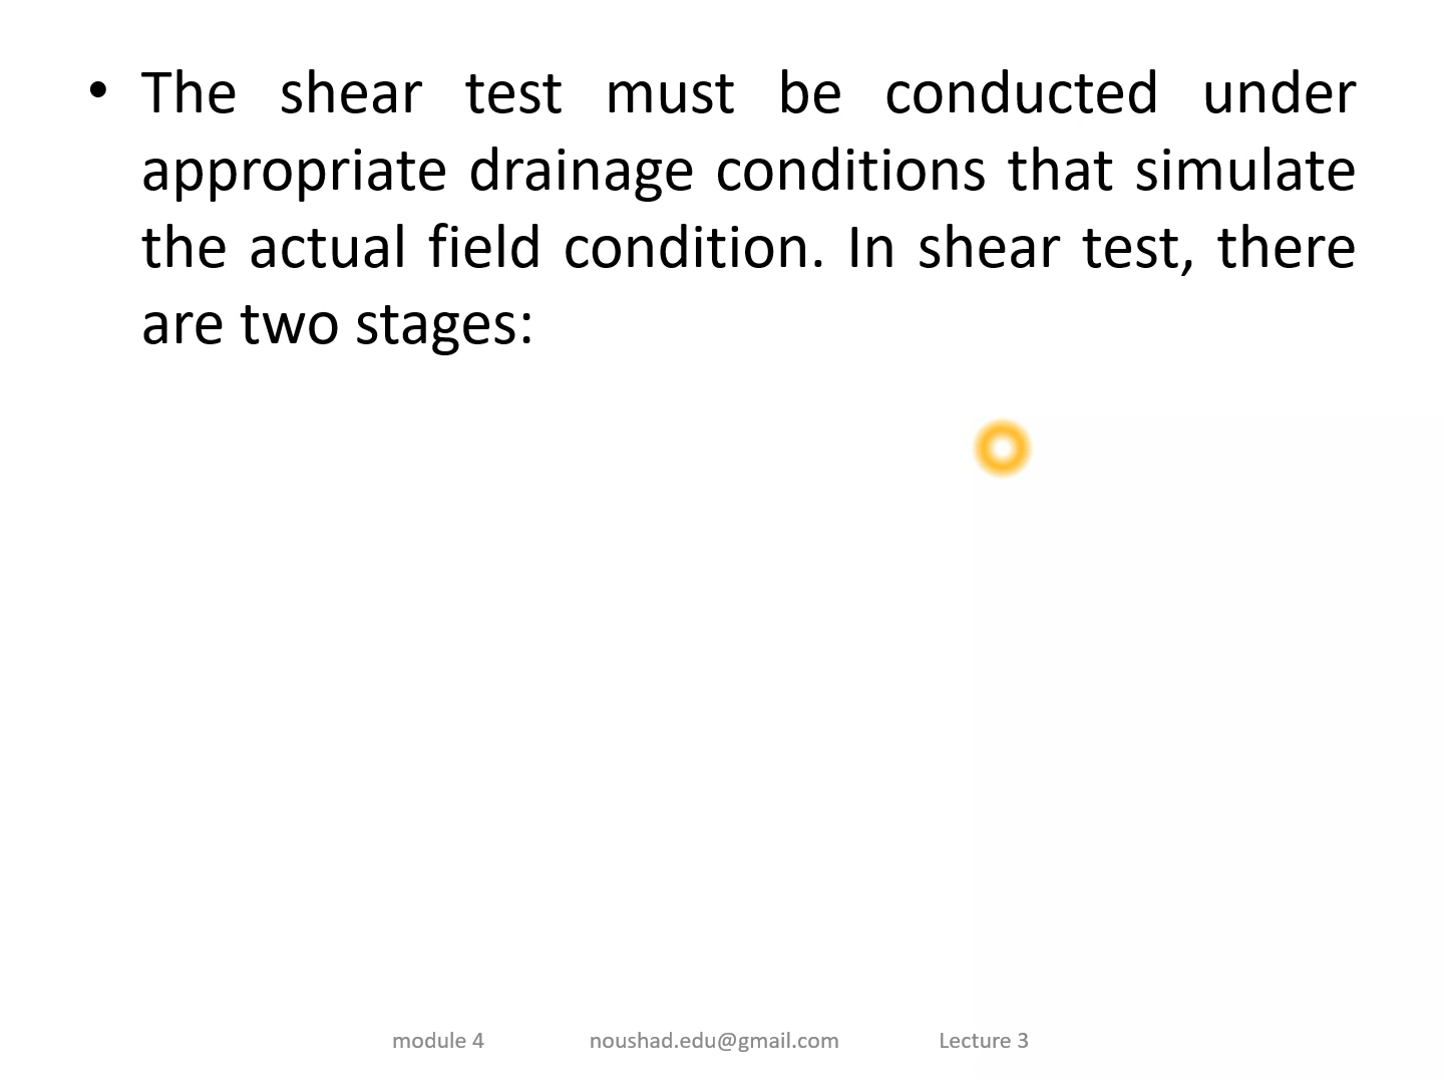 • The shear test must be conducted under
appropriate drainage conditions that simulate
the actual field condition. In shear test, there
are two stages:
module 4 noushad.edu@gmail.com Lecture 3